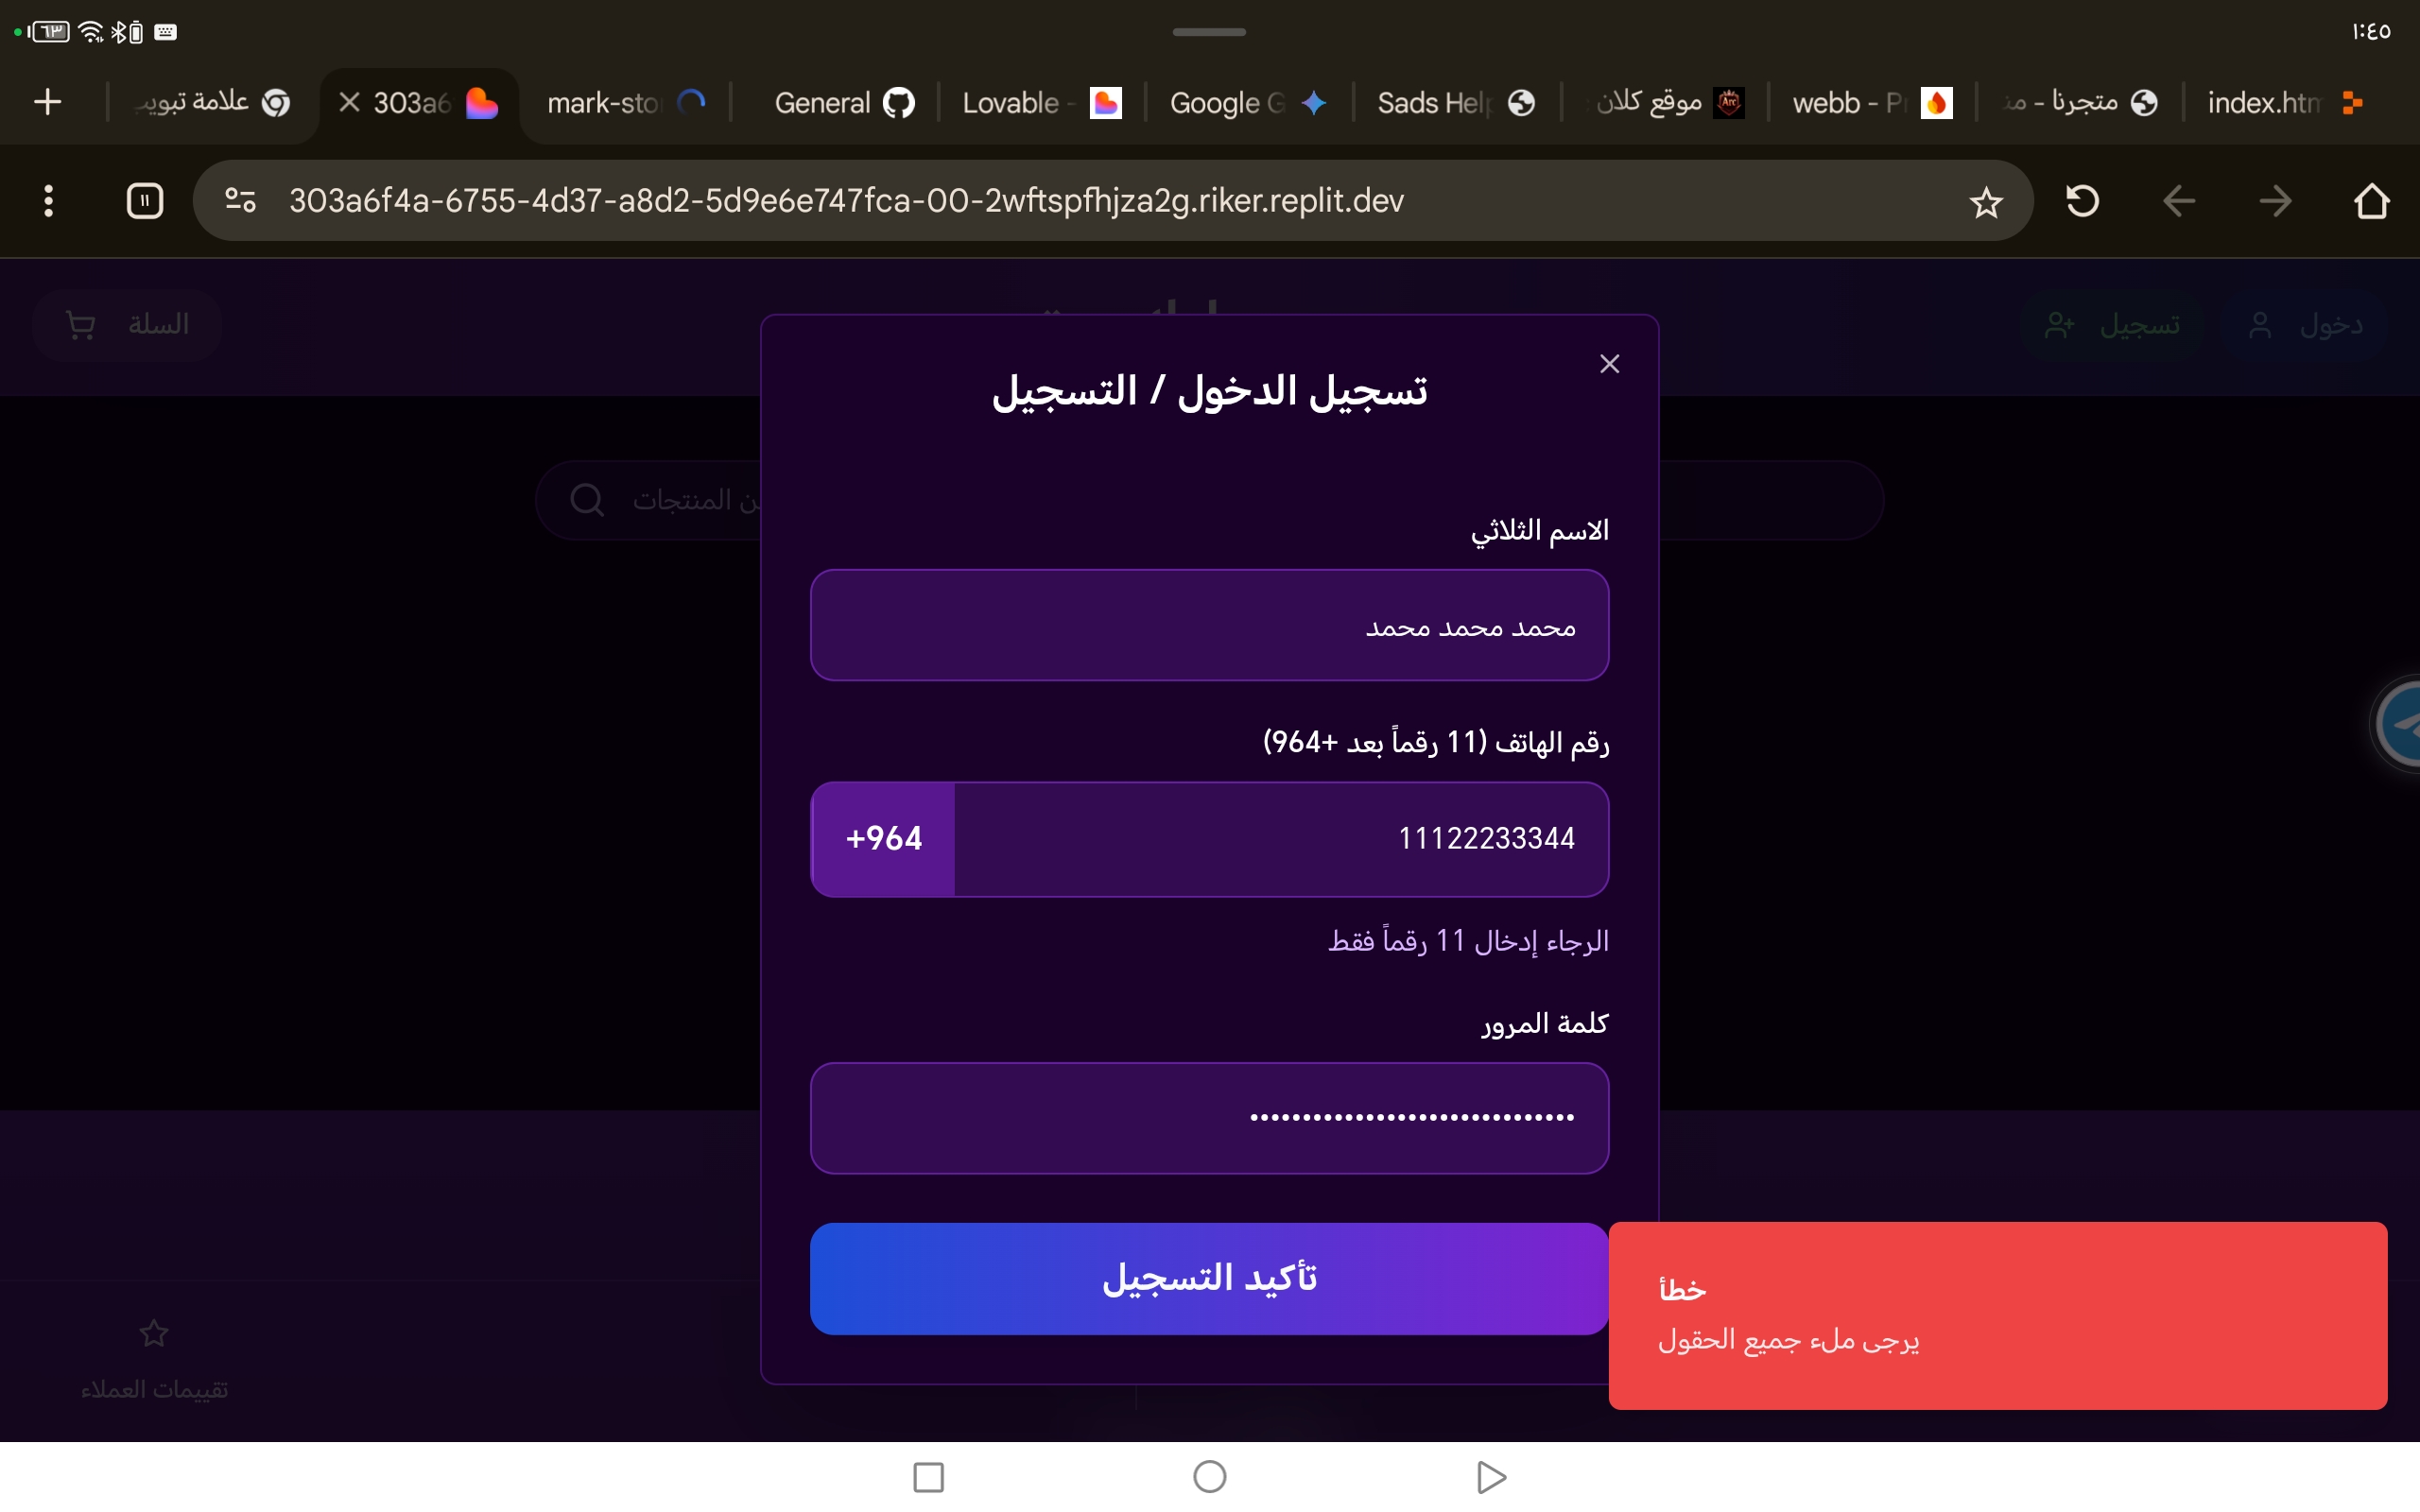 ٦٣
١:٤٥
علامة تبويب
303a6
mark-sto
General
Lovable -
Google G
Sads Help
موقع كلان :
webb - Pr
متجرنا - مت
index.htm
١١
303a6f4a-6755-4d37-a8d2-5d9e6e747fca-00-2wftspfhjza2g.riker.replit.dev
دخول
تسجيل
السلة
تسجيل الدخول / التسجيل
ن المنتجات
الاسم الثلاثي
محمد محمد محمد
رقم الهاتف (11 رقماً بعد +964)
+964
11122233344
الرجاء إدخال 11 رقماً فقط
كلمة المرور
تأكيد التسجيل
خطأ
يرجى ملء جميع الحقول
تقييمات العملاء